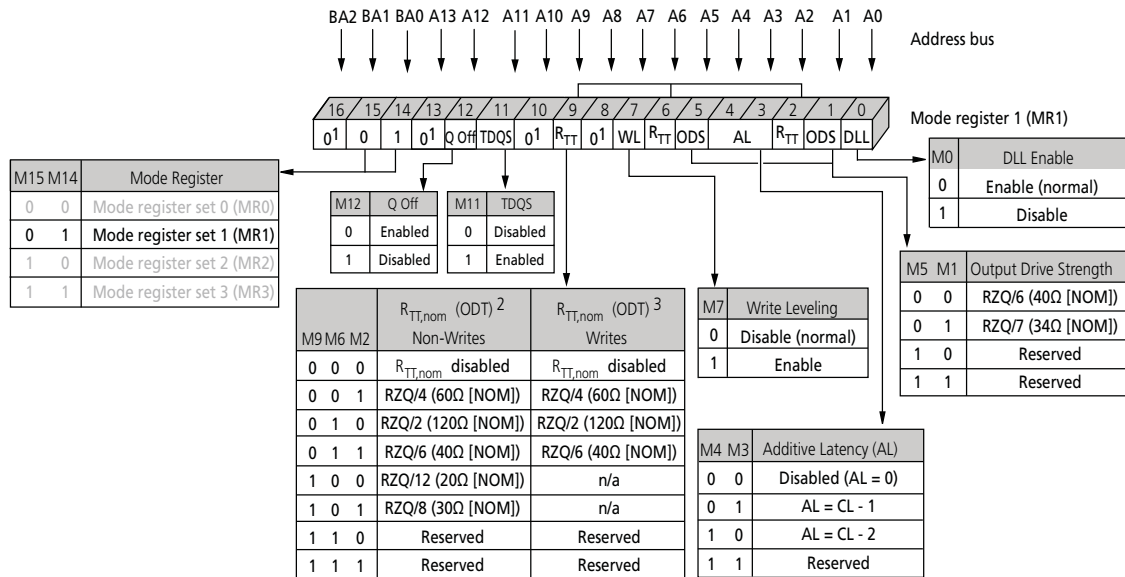 BA2 BA1 BA0 A13 A12 A11 A10 A9 A8 A7 A6 A5 A4 A3 A2 A1 A0
Address bus
16 15 14 13 12 11 10 9 8 7 6 5 4 3 2 1 0
Mode register 1 (MR1)
0¹ 0 1 0¹ Q Off TDQS 0¹ RTT 0¹ WL RTT ODS AL RTT ODS DLL
M15 M14 Mode Register
0 0 Mode register set 0 (MR0)
0 1 Mode register set 1 (MR1)
1 0 Mode register set 2 (MR2)
1 1 Mode register set 3 (MR3)
M12 Q Off
0 Enabled
1 Disabled
M11 TDQS
0 Disabled
1 Enabled
M0 DLL Enable
0 Enable (normal)
1 Disable
M5 M1 Output Drive Strength
0 0 RZQ/6 (40Ω [NOM])
0 1 RZQ/7 (34Ω [NOM])
1 0 Reserved
1 1 Reserved
RTT,nom (ODT) 2 RTT,nom (ODT) 3
M9 M6 M2 Non-Writes Writes
0 0 0 RTT,nom disabled RTT,nom disabled
0 0 1 RZQ/4 (60Ω [NOM]) RZQ/4 (60Ω [NOM])
0 1 0 RZQ/2 (120Ω [NOM]) RZQ/2 (120Ω [NOM])
0 1 1 RZQ/6 (40Ω [NOM]) RZQ/6 (40Ω [NOM])
1 0 0 RZQ/12 (20Ω [NOM]) n/a
1 0 1 RZQ/8 (30Ω [NOM]) n/a
1 1 0 Reserved Reserved
1 1 1 Reserved Reserved
M7 Write Leveling
0 Disable (normal)
1 Enable
M4 M3 Additive Latency (AL)
0 0 Disabled (AL = 0)
0 1 AL = CL - 1
1 0 AL = CL - 2
1 1 Reserved